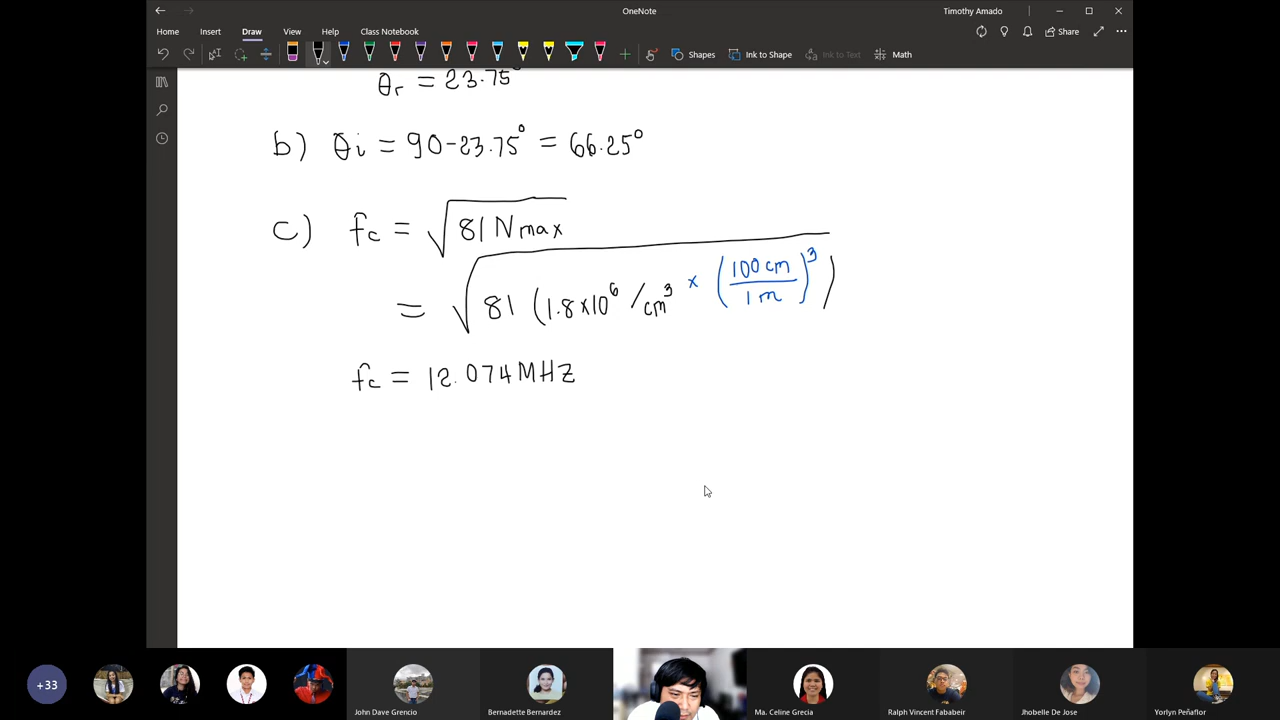 OneNote
Timothy Amado
Home Insert Draw View Help Class Notebook
Share
Shapes Ink to Shape Ink to Text Math
θr = 23.75°
b) θi = 90-23.75° = 66.25°
c) fc = √81 Nmax
= √81 (1.8x10⁶ /cm³ x (100 cm / 1 m)³)
fc = 12.074 MHZ
+33
John Dave Grencio Bernadette Bernardez Ma. Celine Grecia Ralph Vincent Fababeir Jhobelle De Jose Yorlyn Peñaflor